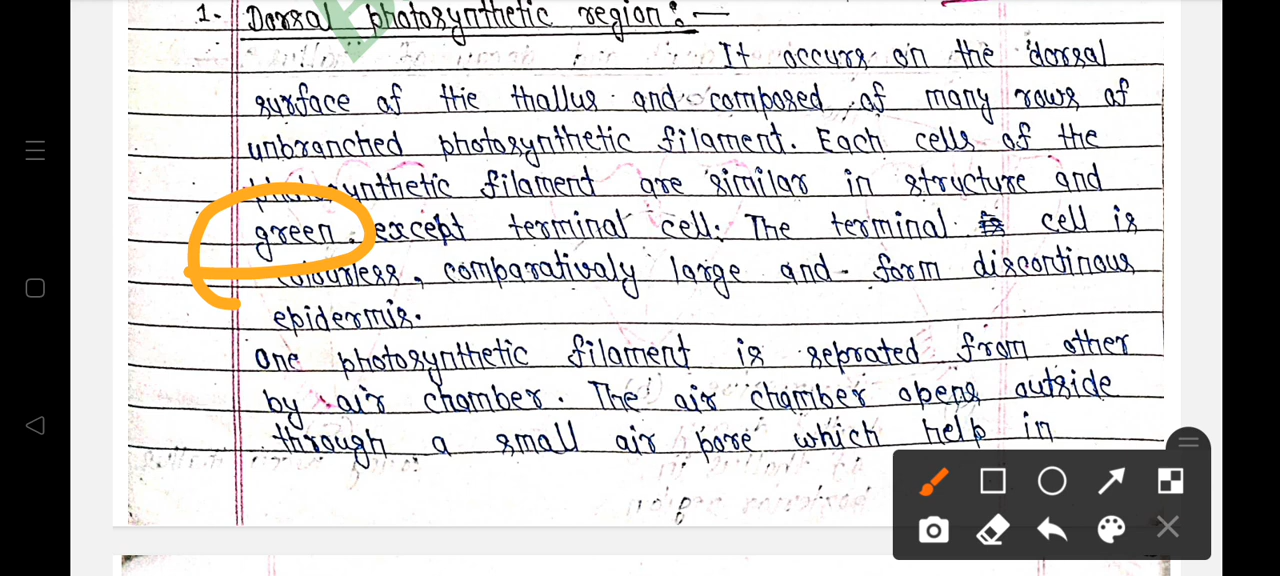 1. Dorsal photosynthetic region :—
It occurs on the dorsal
surface of the thallus and composed of many rows of
unbranched photosynthetic filament. Each cells of the
photosynthetic filament are similar in structure and
green, except terminal cell. The terminal cell is
colourless, comparativaly large and form discontinous
epidermis.
One photosynthetic filament is seprated from other
by air chamber. The air chamber opens outside
through a small air pore which help in